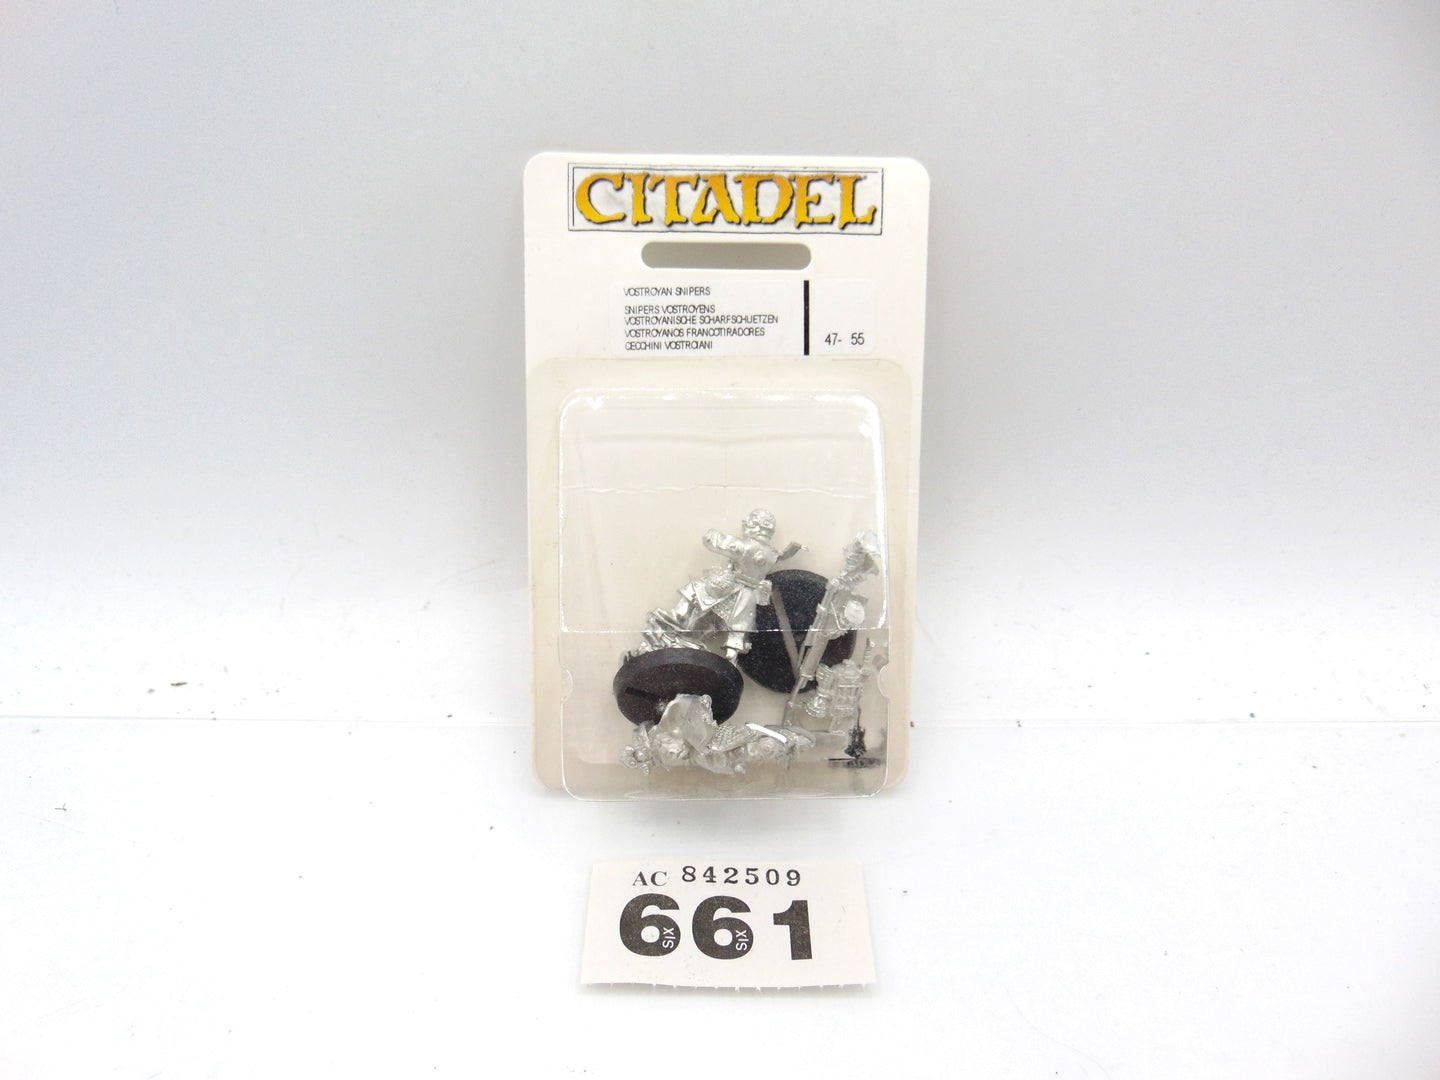 CITADEL
VOSTROYAN SNIPERS
SNIPERS VOSTROYENS
VOSTROYANISCHE SCHARFSCHUETZEN
VOSTROYANOS FRANCOTIRADORES
CECCHINI VOSTROIANI
47- 55
AC 842509
661
SIX SIX